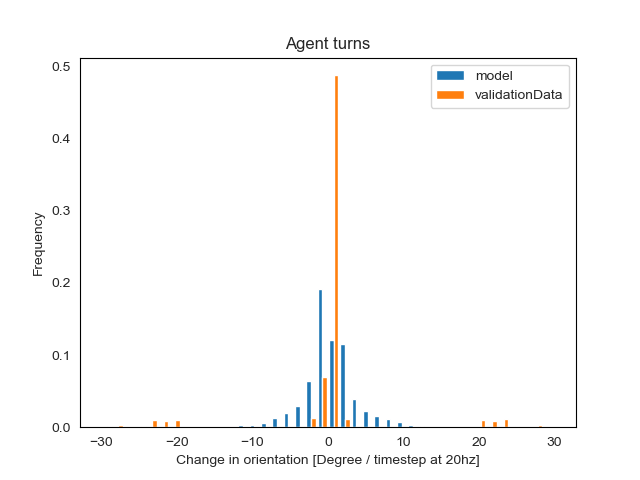 Agent turns
model
validationData
Frequency
0.5
0.4
0.3
0.2
0.1
0.0
−30
−20
−10
0
10
20
30
Change in orientation [Degree / timestep at 20hz]